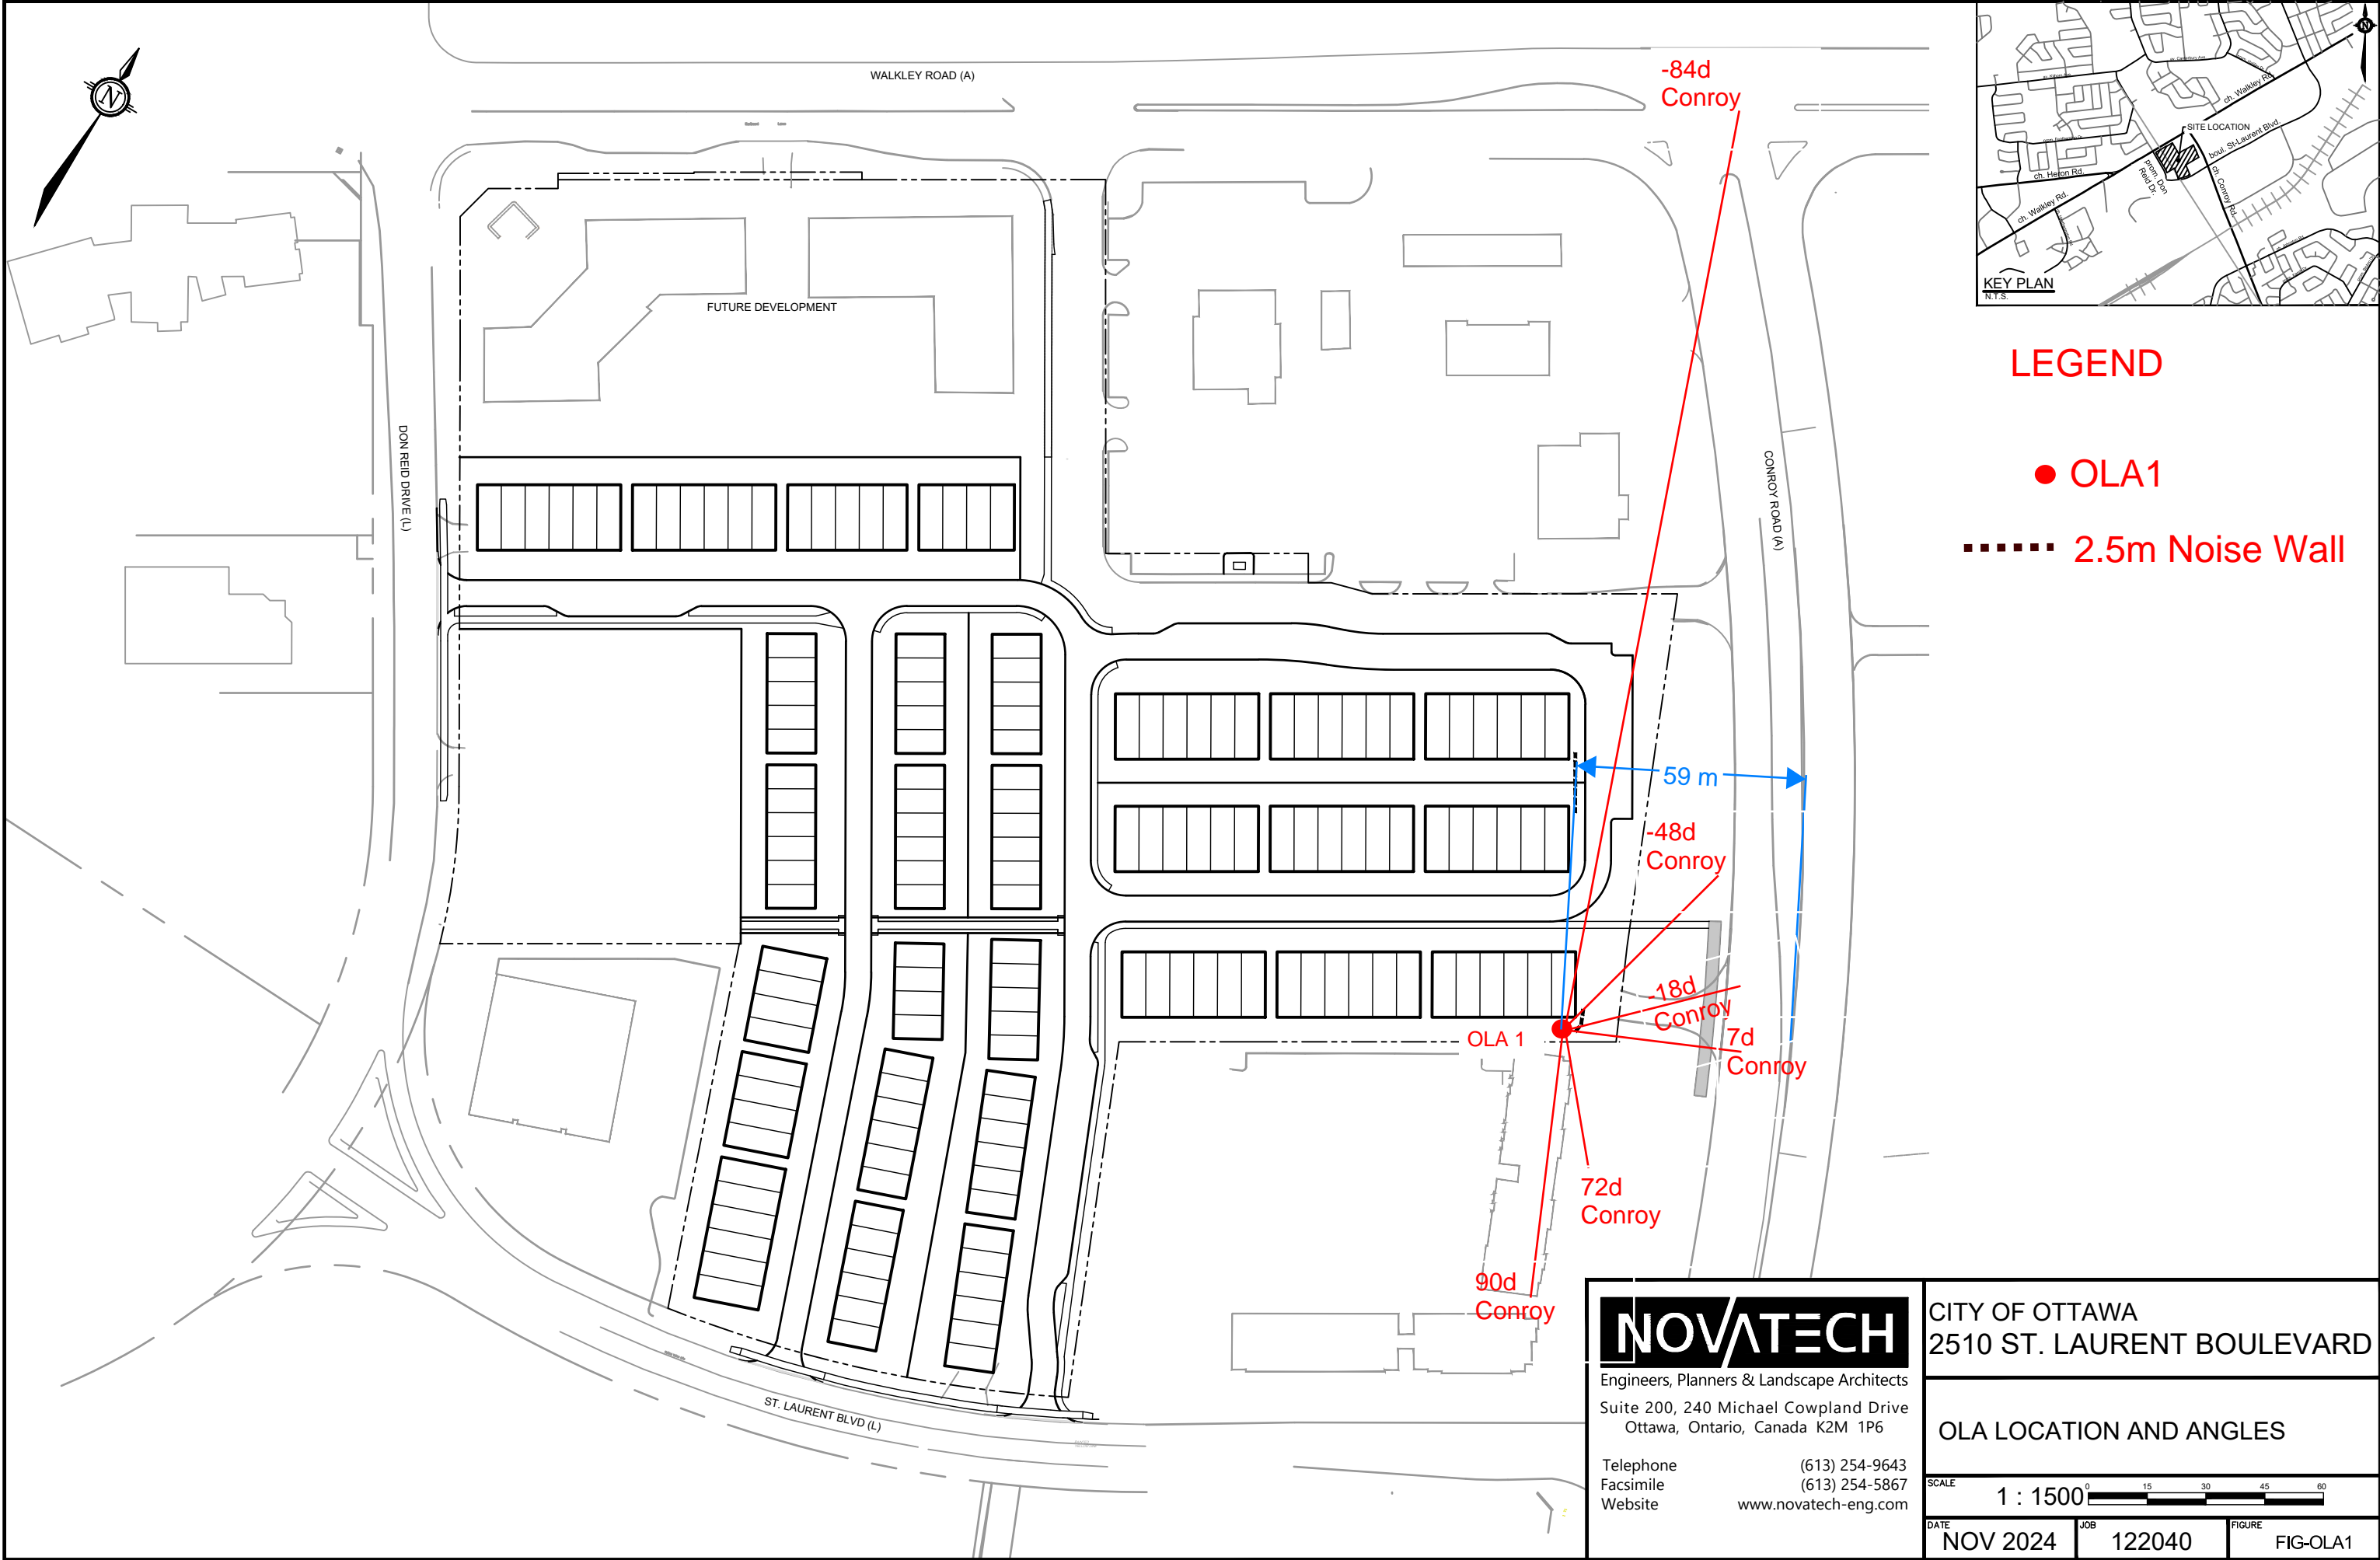 WALKLEY ROAD (A)
N
-84d
Conroy
N
ch. Walkley Rd.
SITE LOCATION
boul. St-Laurent Blvd.
ch. Heron Rd.
prom. Don
Reid Dr.
ch. Conroy Rd.
ch. Walkley Rd.
KEY PLAN
N.T.S.
FUTURE DEVELOPMENT
LEGEND
OLA1
2.5m Noise Wall
DON REID DRIVE (L)
CONROY ROAD (A)
59 m
-48d
Conroy
-18d
Conroy
7d
Conroy
OLA 1
72d
Conroy
90d
Conroy
ST. LAURENT BLVD (L)
NOVATECH
Engineers, Planners & Landscape Architects
Suite 200, 240 Michael Cowpland Drive
Ottawa, Ontario, Canada K2M 1P6
Telephone (613) 254-9643
Facsimile (613) 254-5867
Website www.novatech-eng.com
CITY OF OTTAWA
2510 ST. LAURENT BOULEVARD
OLA LOCATION AND ANGLES
SCALE
1 : 1500
0 15 30 45 60
DATE
NOV 2024
JOB
122040
FIGURE
FIG-OLA1